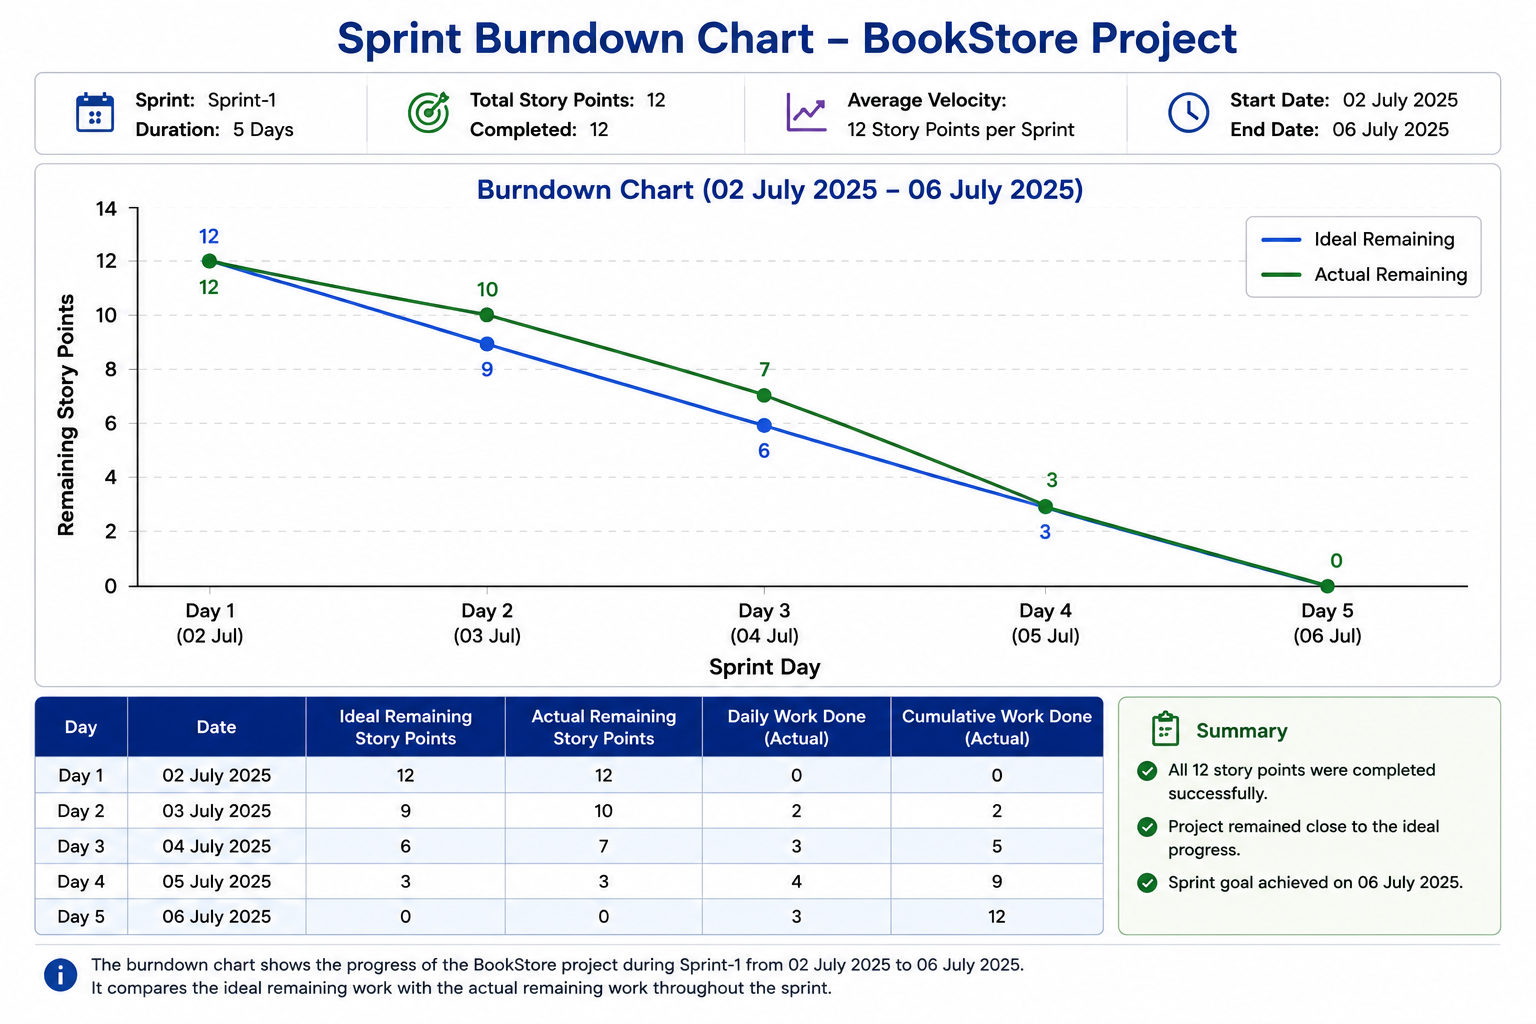 Sprint Burndown Chart – BookStore Project
Sprint: Sprint-1
Duration: 5 Days
Total Story Points: 12
Completed: 12
Average Velocity:
12 Story Points per Sprint
Start Date: 02 July 2025
End Date: 06 July 2025
Burndown Chart (02 July 2025 – 06 July 2025)
Ideal Remaining
Actual Remaining
Remaining Story Points
14
12
10
8
6
4
2
0
12
12
10
9
7
6
3
3
0
Day 1
(02 Jul)
Day 2
(03 Jul)
Day 3
(04 Jul)
Day 4
(05 Jul)
Day 5
(06 Jul)
Sprint Day
Day Date Ideal Remaining Story Points Actual Remaining Story Points Daily Work Done (Actual) Cumulative Work Done (Actual)
Day 1 02 July 2025 12 12 0 0
Day 2 03 July 2025 9 10 2 2
Day 3 04 July 2025 6 7 3 5
Day 4 05 July 2025 3 3 4 9
Day 5 06 July 2025 0 0 3 12
Summary
All 12 story points were completed
successfully.
Project remained close to the ideal
progress.
Sprint goal achieved on 06 July 2025.
The burndown chart shows the progress of the BookStore project during Sprint-1 from 02 July 2025 to 06 July 2025.
It compares the ideal remaining work with the actual remaining work throughout the sprint.